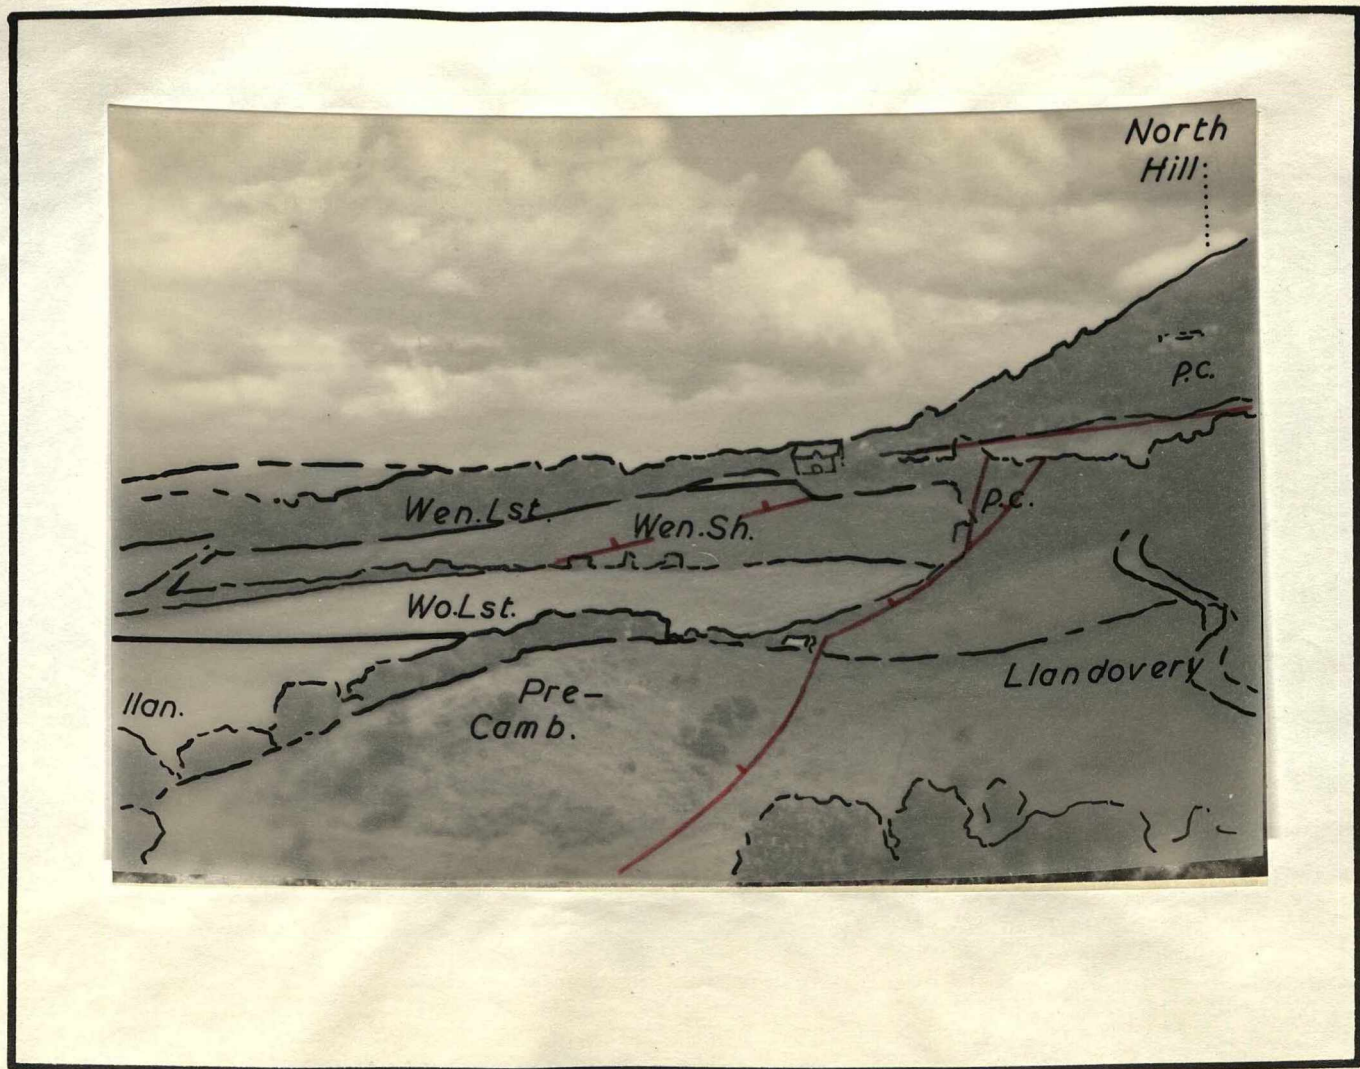 North
Hill
P.C.
Wen.Lst.
P.C.
Wen.Sh.
Wo.Lst.
Llandovery
Pre-
Camb.
llan.